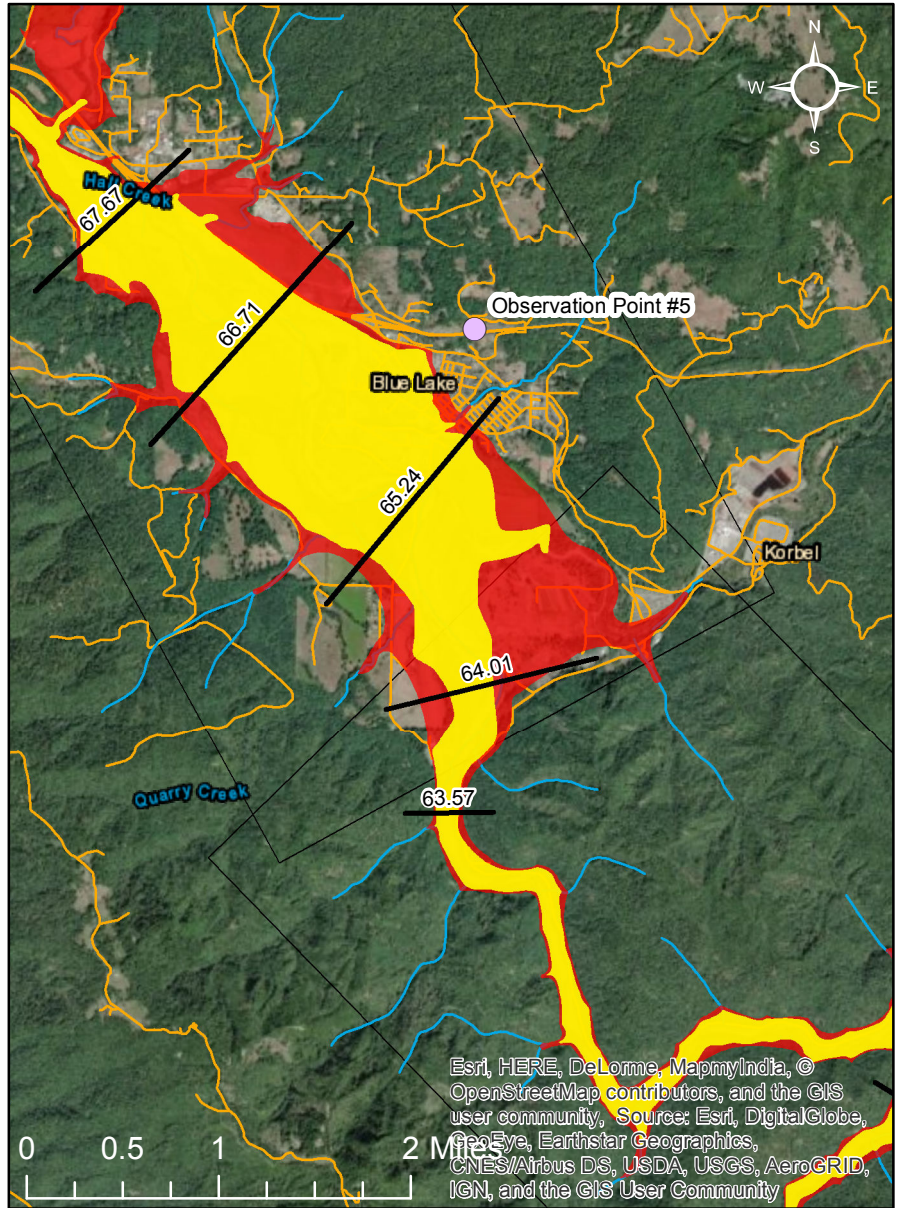 N
W E
S
Hall Creek
67.67
66.71
Observation Point #5
Blue Lake
65.24
Korbel
64.01
Quarry Creek
63.57
Esri, HERE, DeLorme, MapmyIndia, ©
OpenStreetMap contributors, and the GIS
user community, Source: Esri, DigitalGlobe,
GeoEye, Earthstar Geographics,
CNES/Airbus DS, USDA, USGS, AeroGRID,
IGN, and the GIS User Community
0 0.5 1 2 Miles